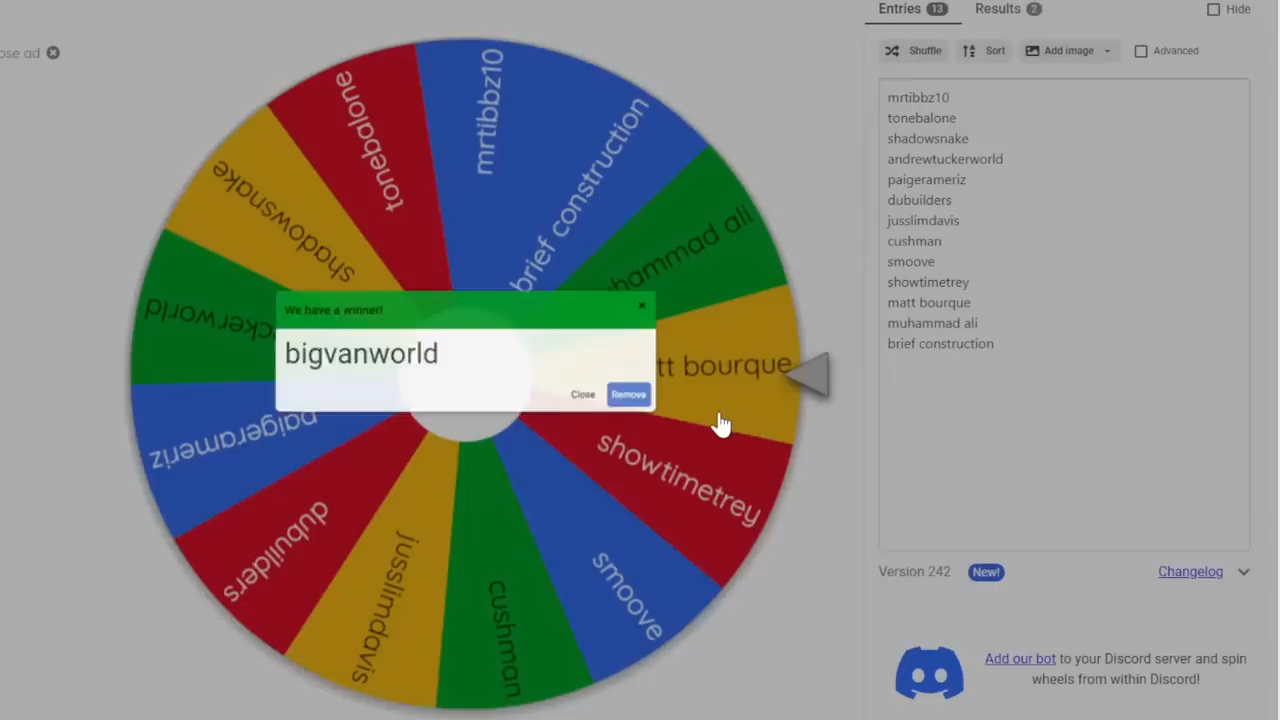 ose ad
Entries 13
Results 2
Hide
Shuffle
Sort
Add image
Advanced
mrtibbz10
tonebalone
shadowsnake
andrewtuckerworld
paigerameriz
dubuilders
jusslimdavis
cushman
smoove
showtimetrey
matt bourque
muhammad ali
brief construction
mrtibbz10
brief construction
hammad ali
tt bourque
showtimetrey
smoove
cushman
jusslimdavis
dubuilders
paigerameriz
ckerworld
shadowsnake
tonebalone
We have a winner!
bigvanworld
Close
Remove
Version 242
New!
Changelog
Add our bot to your Discord server and spin
wheels from within Discord!